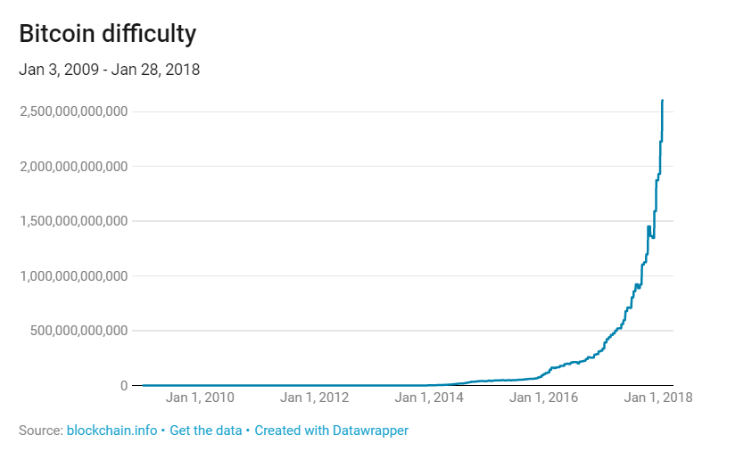 Bitcoin difficulty
Jan 3, 2009 - Jan 28, 2018
2,500,000,000,000
2,000,000,000,000
1,500,000,000,000
1,000,000,000,000
500,000,000,000
0
Jan 1, 2010 Jan 1, 2012 Jan 1, 2014 Jan 1, 2016 Jan 1, 2018
Source: blockchain.info • Get the data • Created with Datawrapper